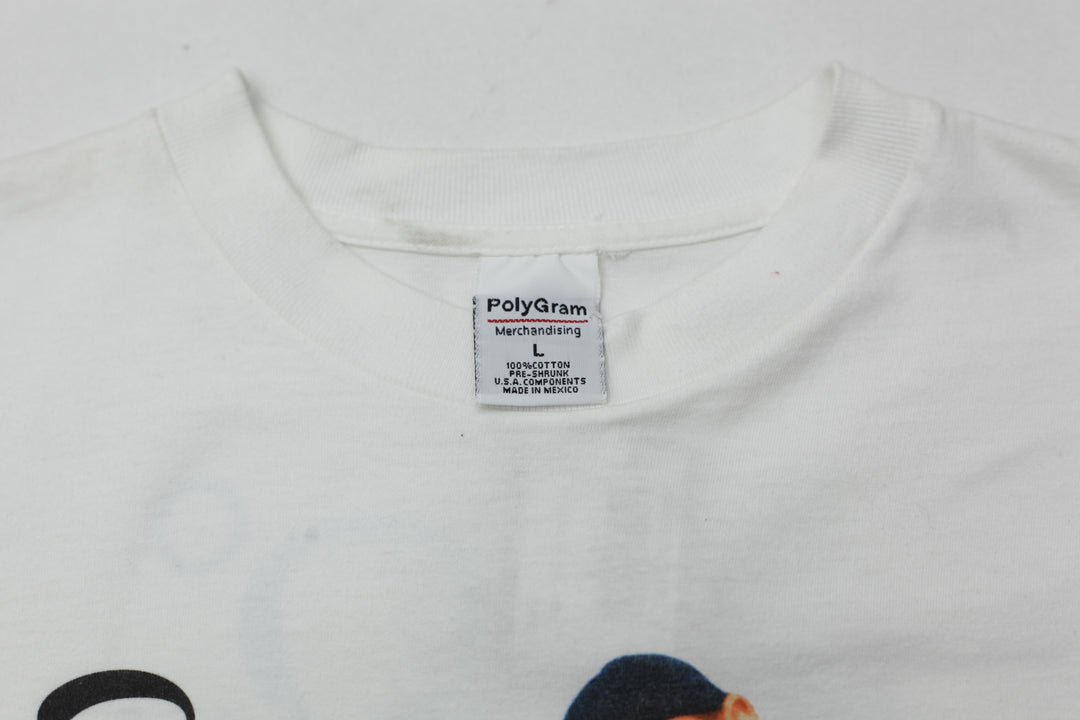 PolyGram
Merchandising
L
100%COTTON
PRE-SHRUNK
U.S.A. COMPONENTS
MADE IN MEXICO